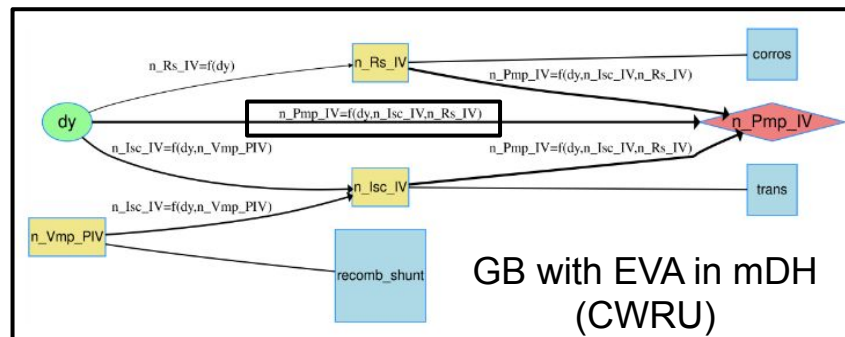 n_Rs_IV=f(dy)
n_Rs_IV
corros
n_Pmp_IV=f(dy,n_Isc_IV,n_Rs_IV)
dy
n_Pmp_IV=f(dy,n_Isc_IV,n_Rs_IV)
n_Pmp_IV
n_Isc_IV=f(dy,n_Vmp_PIV)
n_Pmp_IV=f(dy,n_Isc_IV,n_Rs_IV)
n_Isc_IV
trans
n_Isc_IV=f(dy,n_Vmp_PIV)
n_Vmp_PIV
recomb_shunt
GB with EVA in mDH
(CWRU)